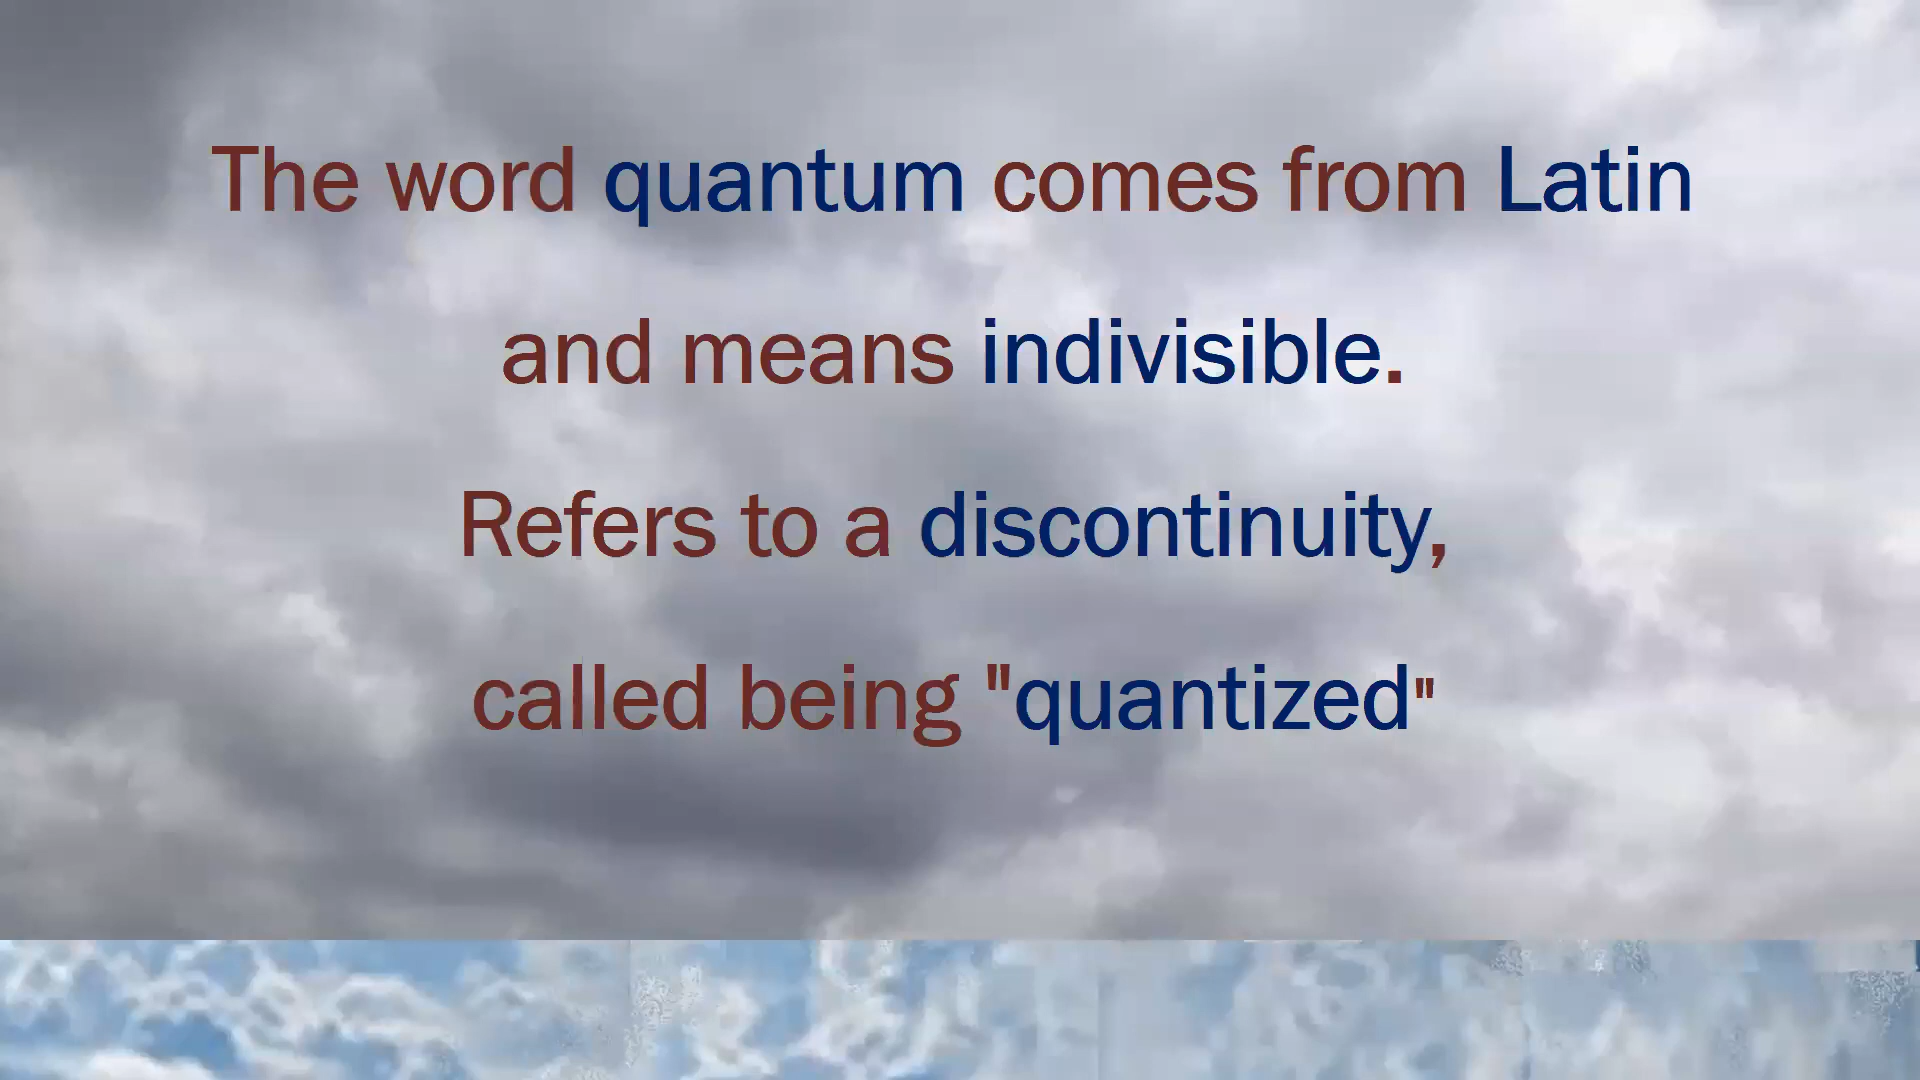 The word quantum comes from Latin
and means indivisible.
Refers to a discontinuity,
called being "quantized"